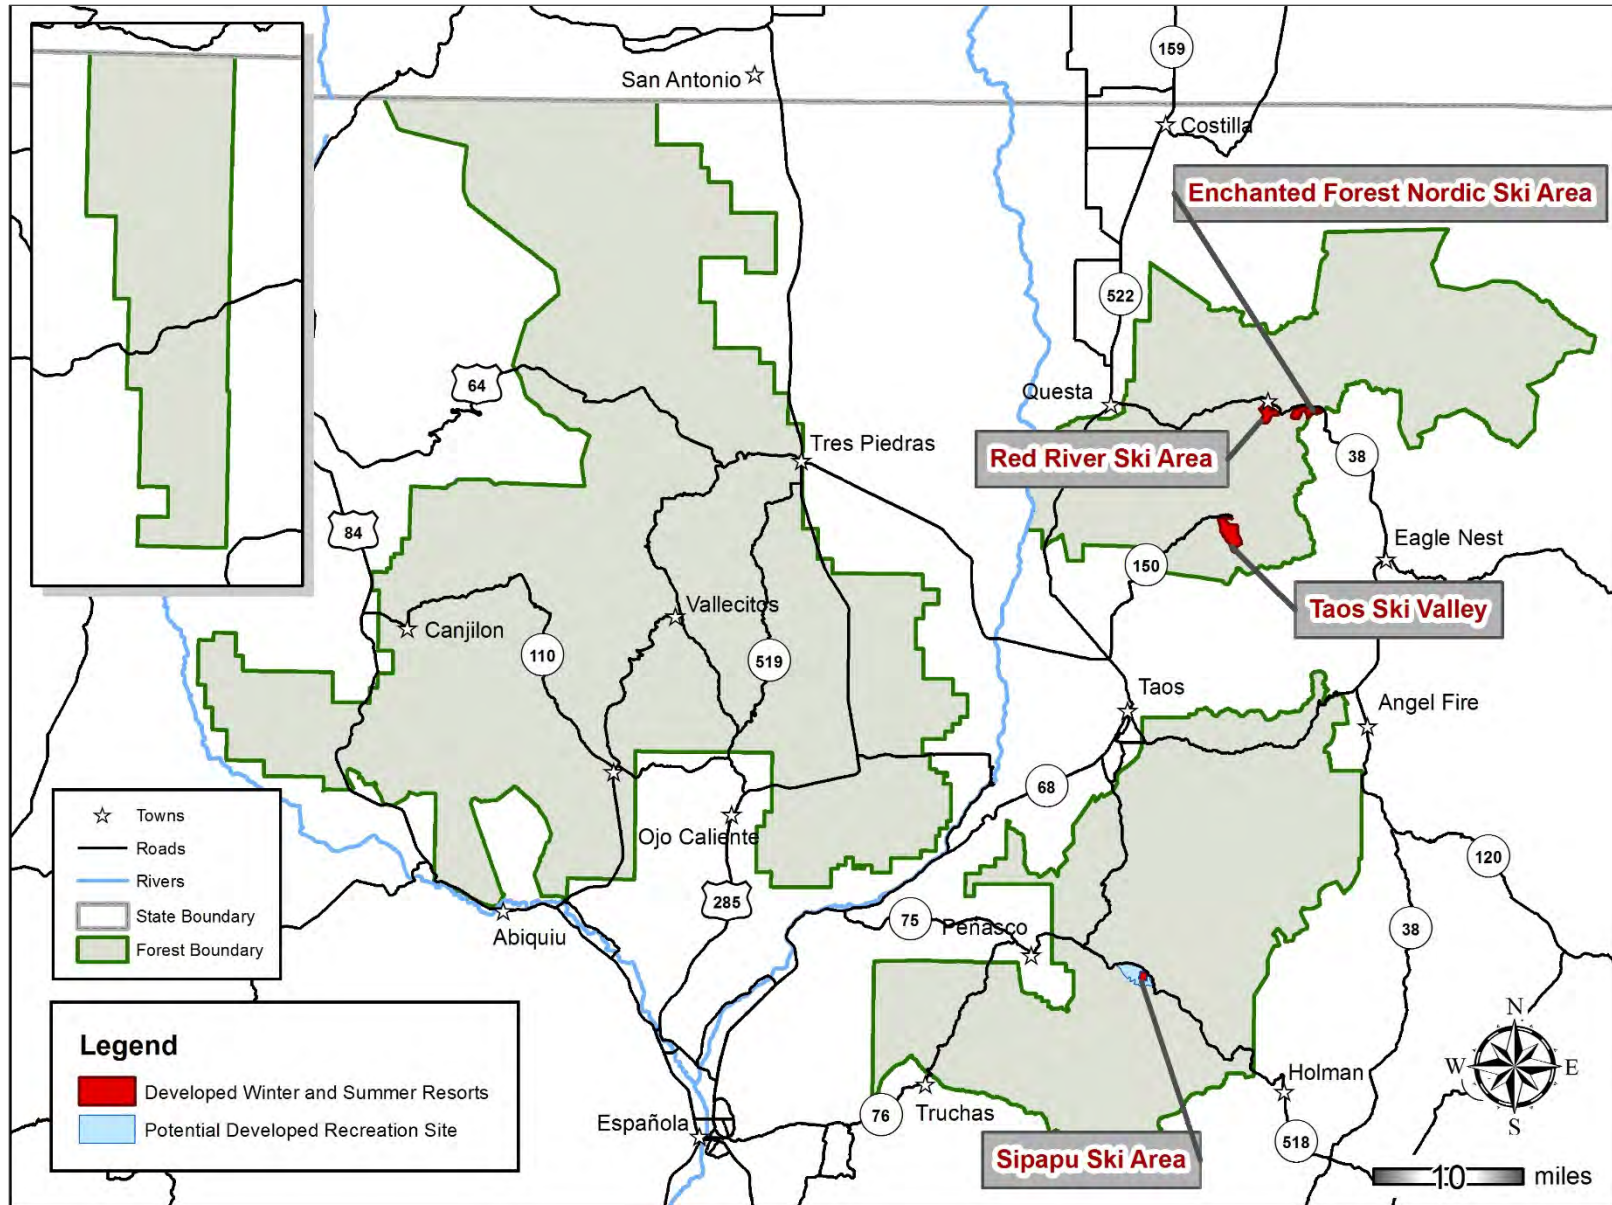 159
San Antonio
Costilla
Enchanted Forest Nordic Ski Area
522
64
Questa
Tres Piedras
Red River Ski Area
38
84
Eagle Nest
150
Vallecitos
Taos Ski Valley
Canjilon
110
519
Taos
Angel Fire
68
Towns
Roads
Rivers
State Boundary
Forest Boundary
Ojo Caliente
120
285
75
Peñasco
38
Abiquiu
Legend
Developed Winter and Summer Resorts
Potential Developed Recreation Site
N
W
E
S
Holman
Truchas
76
Española
518
Sipapu Ski Area
10
miles